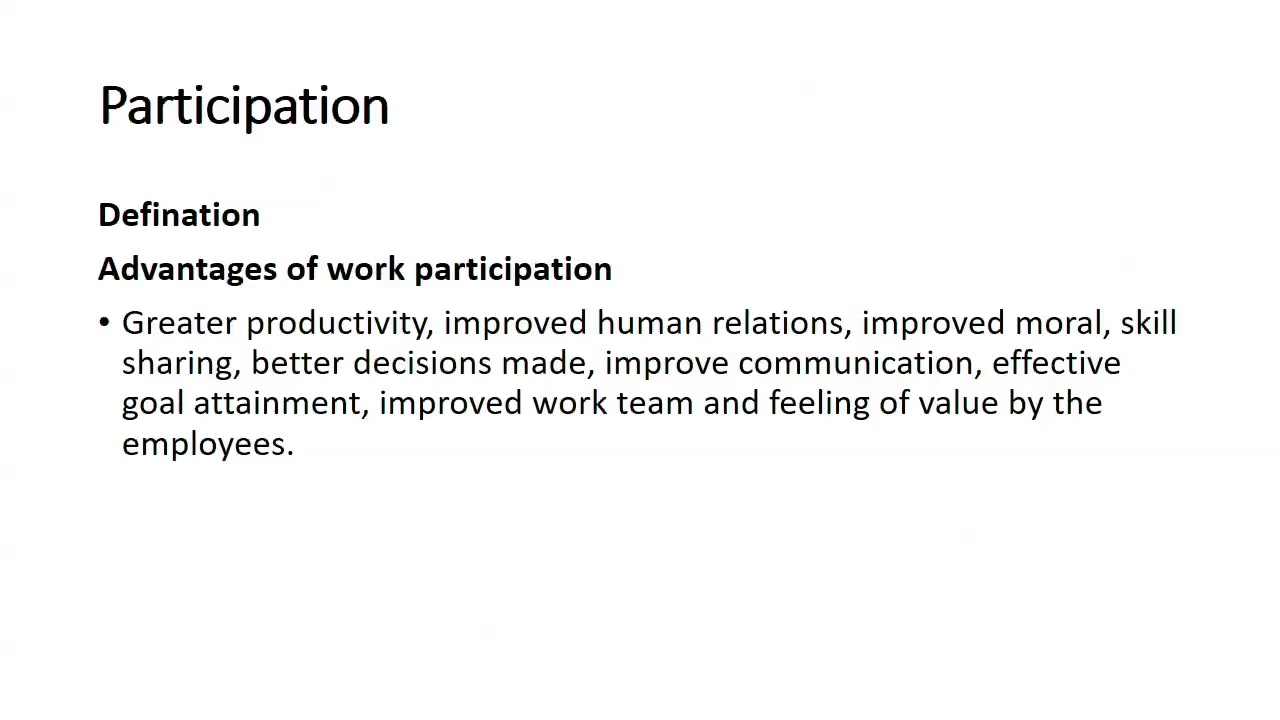 Participation
Defination
Advantages of work participation
• Greater productivity, improved human relations, improved moral, skill
sharing, better decisions made, improve communication, effective
goal attainment, improved work team and feeling of value by the
employees.